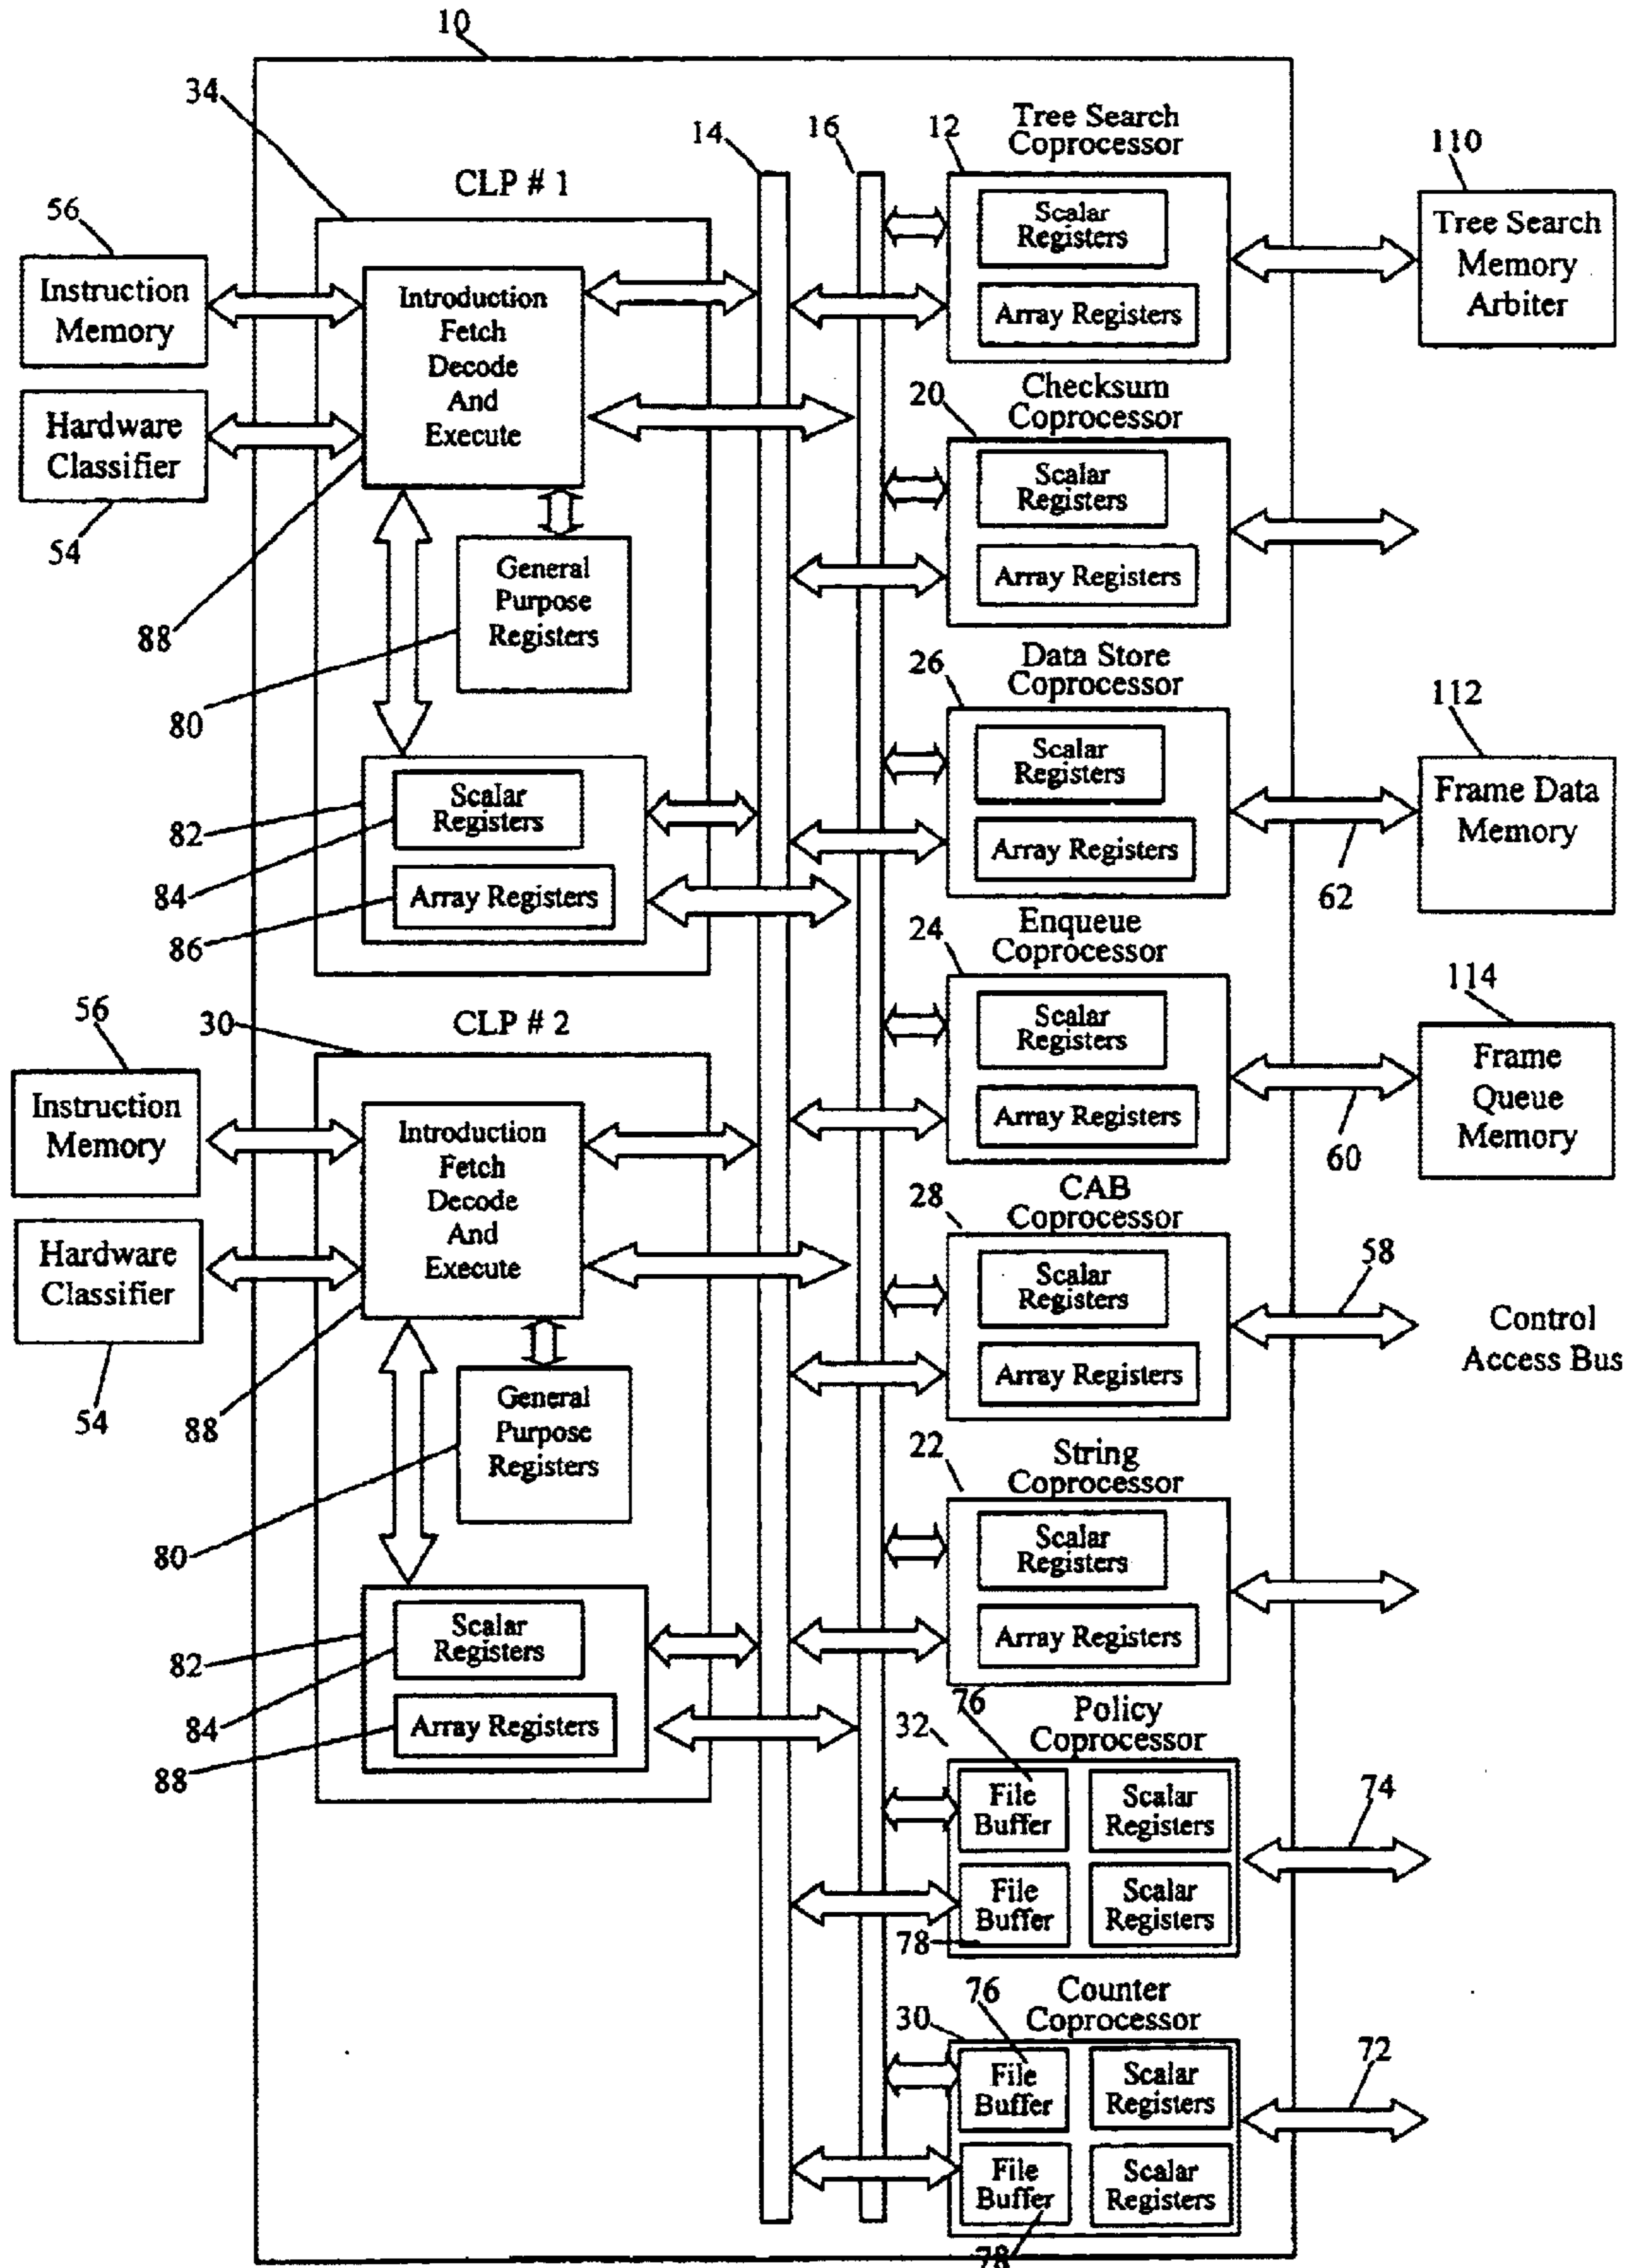 10
34
CLP # 1
56
Instruction
Memory
Hardware
Classifier
54
Introduction
Fetch
Decode
And
Execute
88
General
Purpose
Registers
80
82
Scalar
Registers
84
Array Registers
86
56
30
CLP # 2
Instruction
Memory
Hardware
Classifier
54
Introduction
Fetch
Decode
And
Execute
88
General
Purpose
Registers
80
82
Scalar
Registers
84
Array Registers
88
14
16
12
Tree Search
Coprocessor
Scalar
Registers
Array Registers
110
Tree Search
Memory
Arbiter
20
Checksum
Coprocessor
Scalar
Registers
Array Registers
26
Data Store
Coprocessor
Scalar
Registers
Array Registers
62
112
Frame Data
Memory
24
Enqueue
Coprocessor
Scalar
Registers
Array Registers
60
114
Frame
Queue
Memory
28
CAB
Coprocessor
Scalar
Registers
Array Registers
58
Control
Access Bus
22
String
Coprocessor
Scalar
Registers
Array Registers
32
76
Policy
Coprocessor
File
Buffer
Scalar
Registers
File
Buffer
Scalar
Registers
78
74
30
76
Counter
Coprocessor
File
Buffer
Scalar
Registers
File
Buffer
Scalar
Registers
78
72